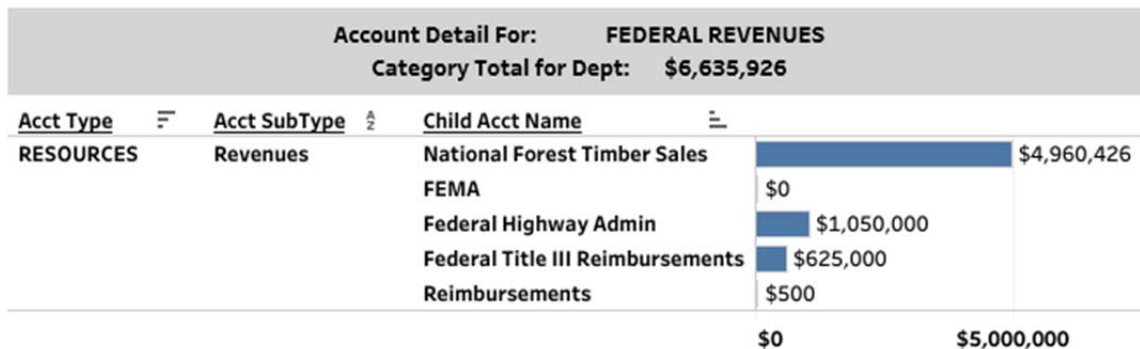 Account Detail For: FEDERAL REVENUES
Category Total for Dept: $6,635,926
Acct Type Acct SubType Child Acct Name
RESOURCES Revenues National Forest Timber Sales $4,960,426
FEMA $0
Federal Highway Admin $1,050,000
Federal Title III Reimbursements $625,000
Reimbursements $500
$0 $5,000,000